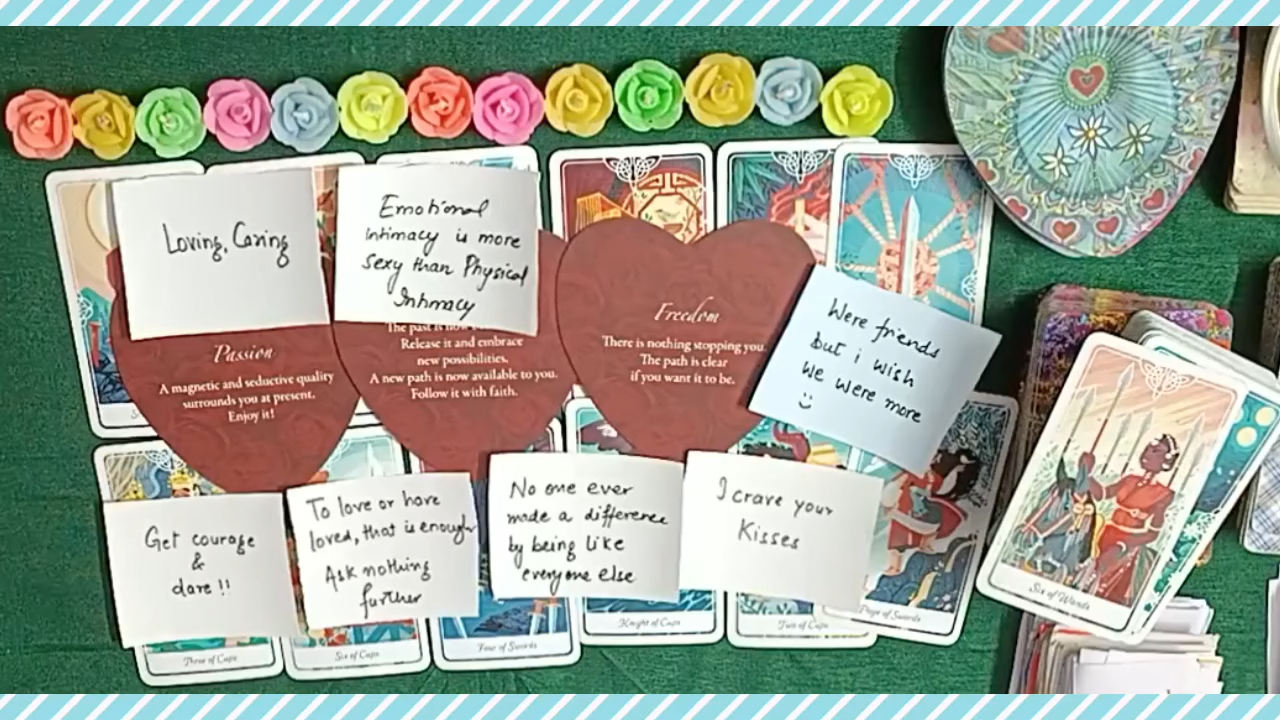 Loving, Caring
Emotional
intimacy is more
sexy than Physical
Intimacy
Passion
A magnetic and seductive quality
surrounds you at present.
Enjoy it!
The past is now
Release it and embrace
new possibilities.
A new path is now available to you.
Follow it with faith.
Freedom
There is nothing stopping you.
The path is clear
if you want it to be.
Were friends
but i wish
we were more
Get courage
&
dare !!
To love or have
loved, that is enough
Ask nothing
further
No one ever
made a difference
by being like
everyone else
I crave your
Kisses
Three of Cups
Six of Cups
Four of Swords
Knight of Cups
Two of Cups
Page of Swords
Six of Wands